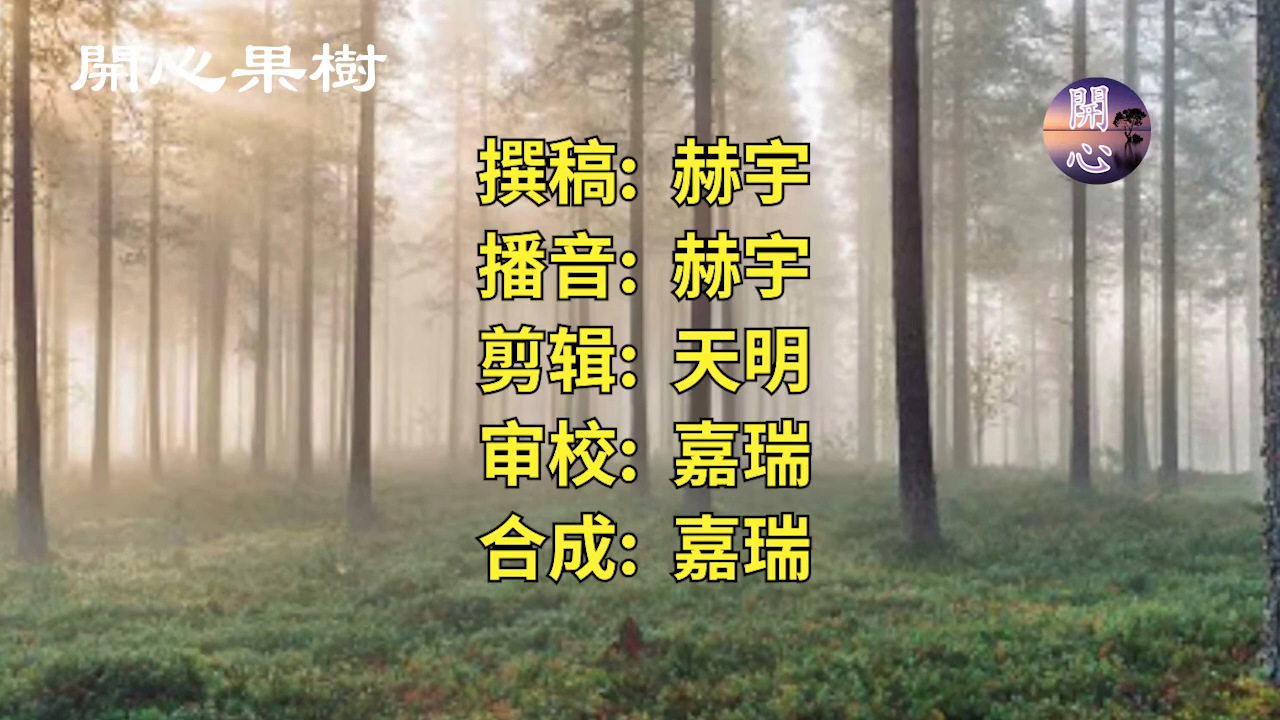 開心果樹
開
心
撰稿：赫宇
播音：赫宇
剪辑：天明
审校：嘉瑞
合成：嘉瑞